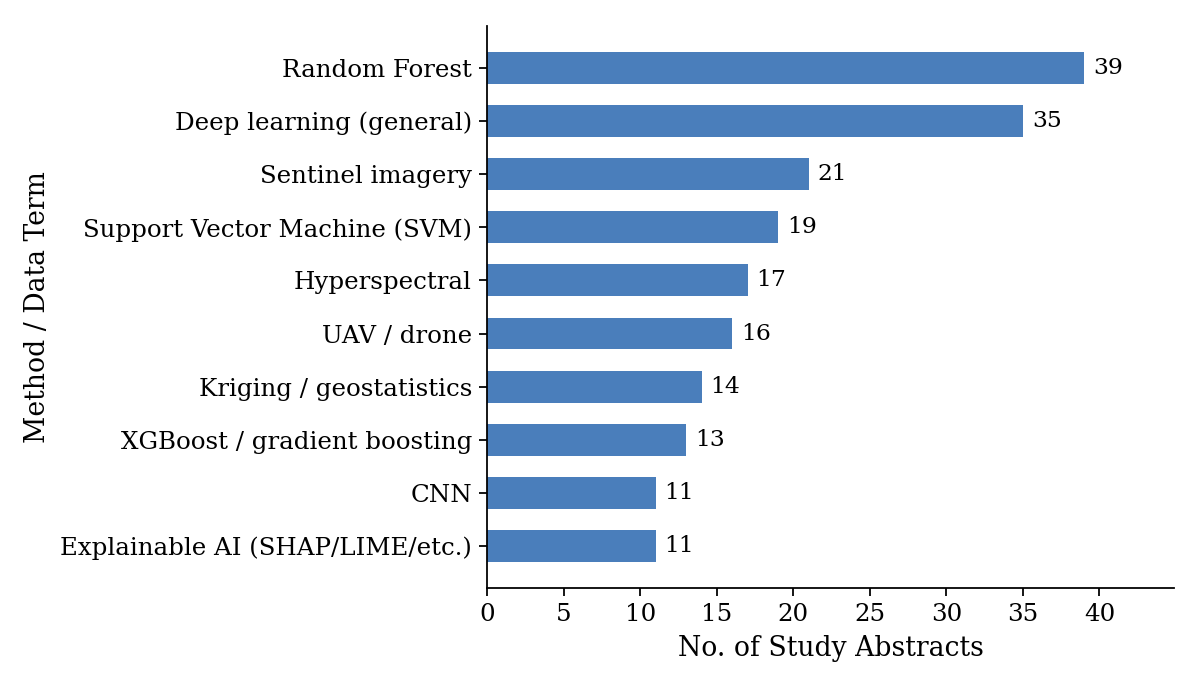 Method / Data Term
Random Forest 39
Deep learning (general) 35
Sentinel imagery 21
Support Vector Machine (SVM) 19
Hyperspectral 17
UAV / drone 16
Kriging / geostatistics 14
XGBoost / gradient boosting 13
CNN 11
Explainable AI (SHAP/LIME/etc.) 11
0 5 10 15 20 25 30 35 40
No. of Study Abstracts